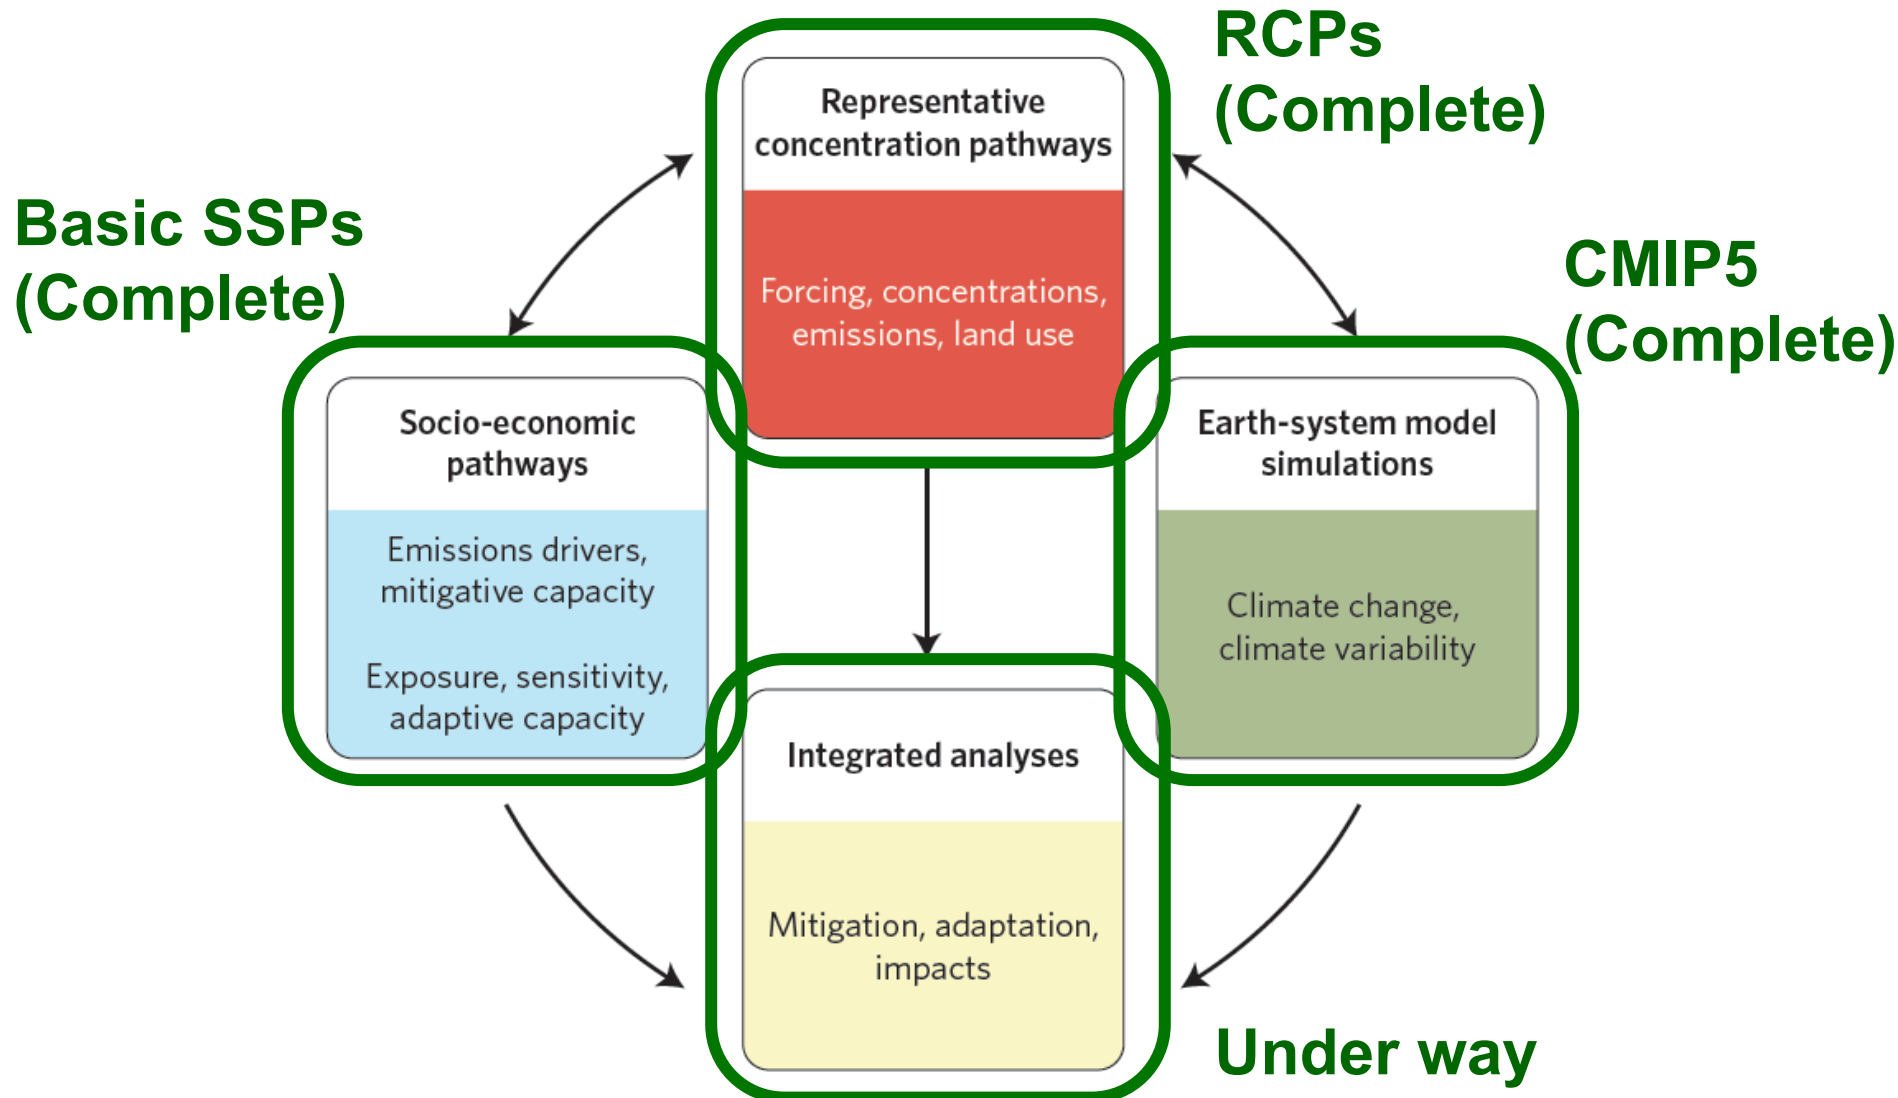 RCPs
(Complete)
Representative
concentration pathways
Forcing, concentrations,
emissions, land use
Basic SSPs
(Complete)
CMIP5
(Complete)
Socio-economic
pathways
Emissions drivers,
mitigative capacity
Exposure, sensitivity,
adaptive capacity
Earth-system model
simulations
Climate change,
climate variability
Integrated analyses
Mitigation, adaptation,
impacts
Under way